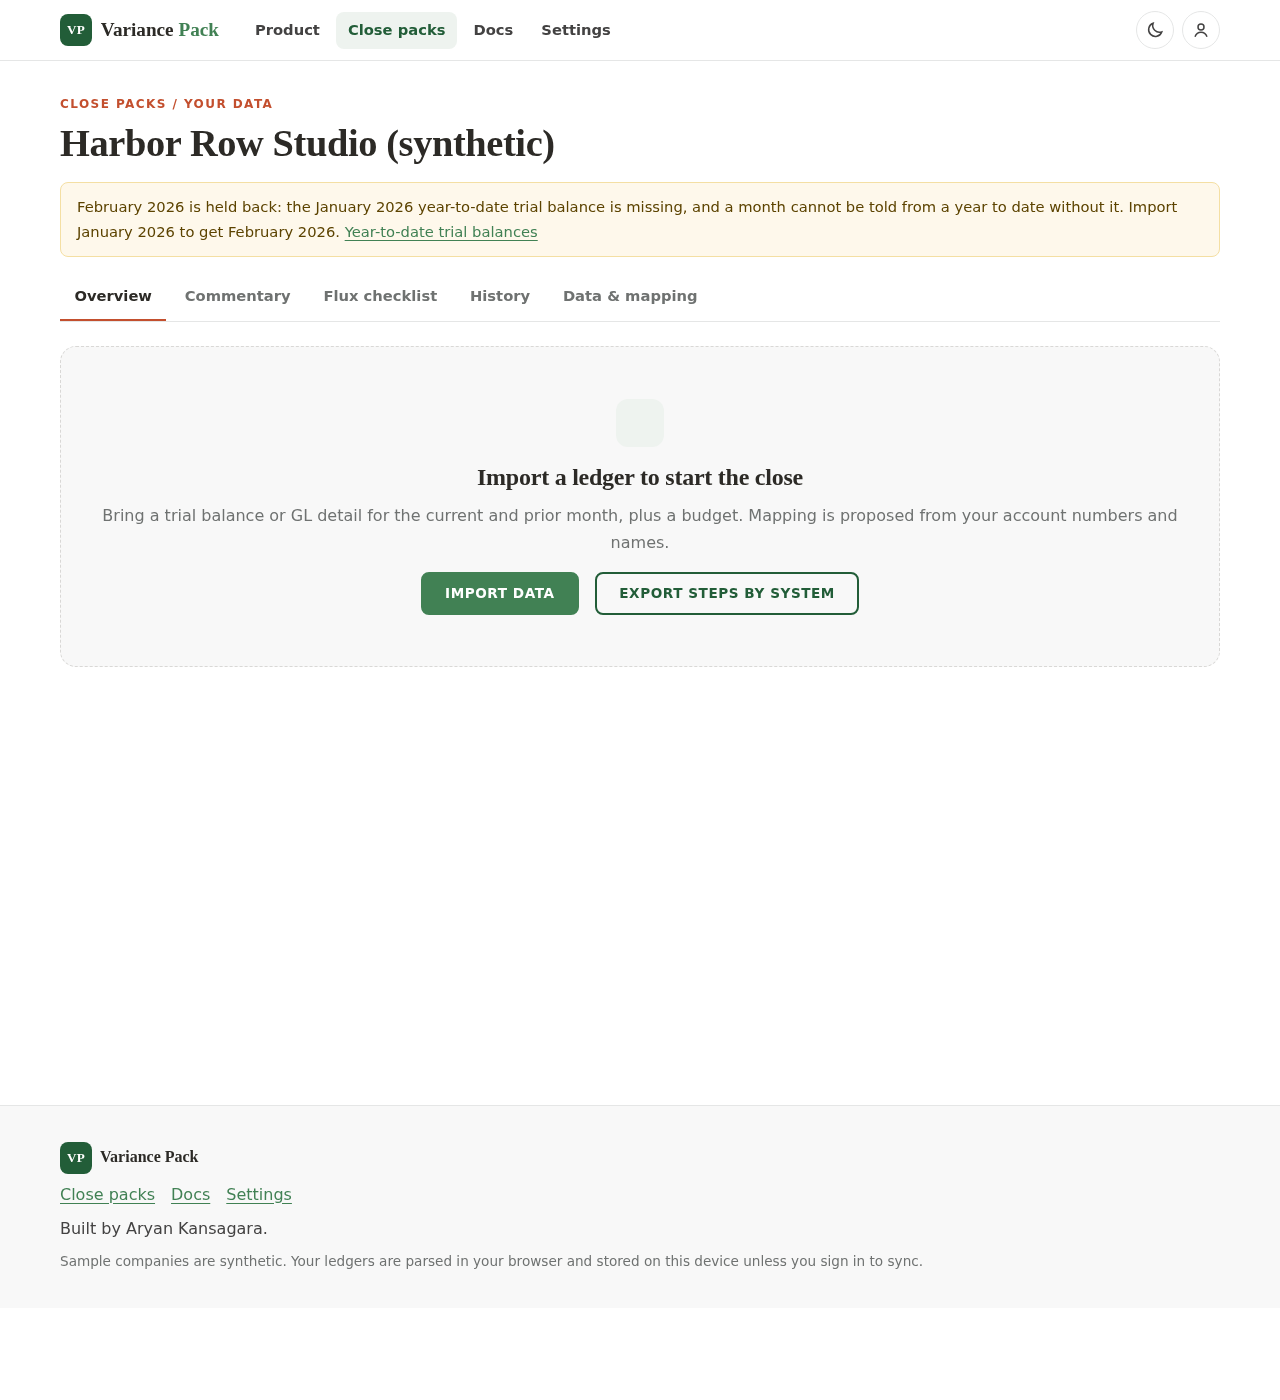 VP Variance Pack Product Close packs Docs Settings
CLOSE PACKS / YOUR DATA
Harbor Row Studio (synthetic)
February 2026 is held back: the January 2026 year-to-date trial balance is missing, and a month cannot be told from a year to date without it. Import
January 2026 to get February 2026. Year-to-date trial balances
Overview Commentary Flux checklist History Data & mapping
Import a ledger to start the close
Bring a trial balance or GL detail for the current and prior month, plus a budget. Mapping is proposed from your account numbers and
names.
IMPORT DATA EXPORT STEPS BY SYSTEM
VP Variance Pack
Close packs Docs Settings
Built by Aryan Kansagara.
Sample companies are synthetic. Your ledgers are parsed in your browser and stored on this device unless you sign in to sync.